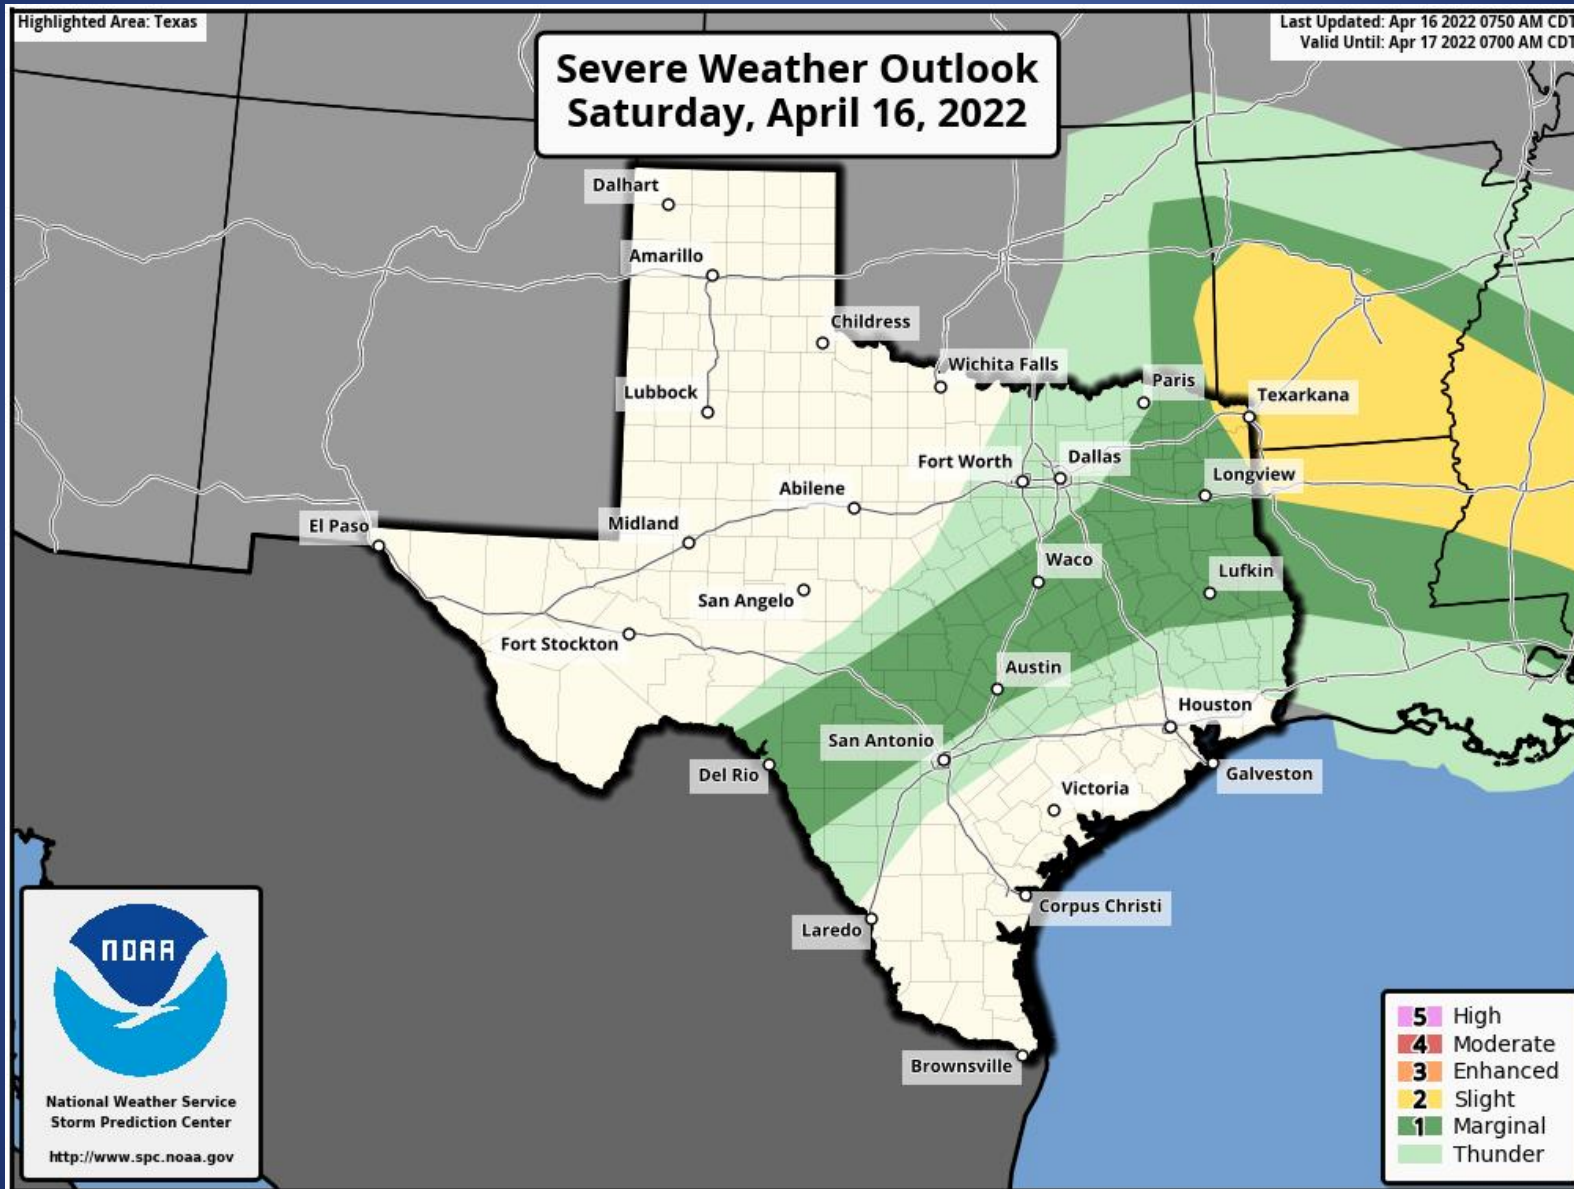 Highlighted Area: Texas
Last Updated: Apr 16 2022 0750 AM CDT
Valid Until: Apr 17 2022 0700 AM CDT
Severe Weather Outlook
Saturday, April 16, 2022
Dalhart
Amarillo
Childress
Wichita Falls
Paris
Lubbock
Texarkana
Fort Worth
Dallas
Longview
Abilene
El Paso
Midland
Waco
Lufkin
San Angelo
Fort Stockton
Austin
Houston
San Antonio
Del Rio
Galveston
Victoria
Corpus Christi
Laredo
Brownsville
NOAA
National Weather Service
Storm Prediction Center
http://www.spc.noaa.gov
5 High
4 Moderate
3 Enhanced
2 Slight
1 Marginal
Thunder